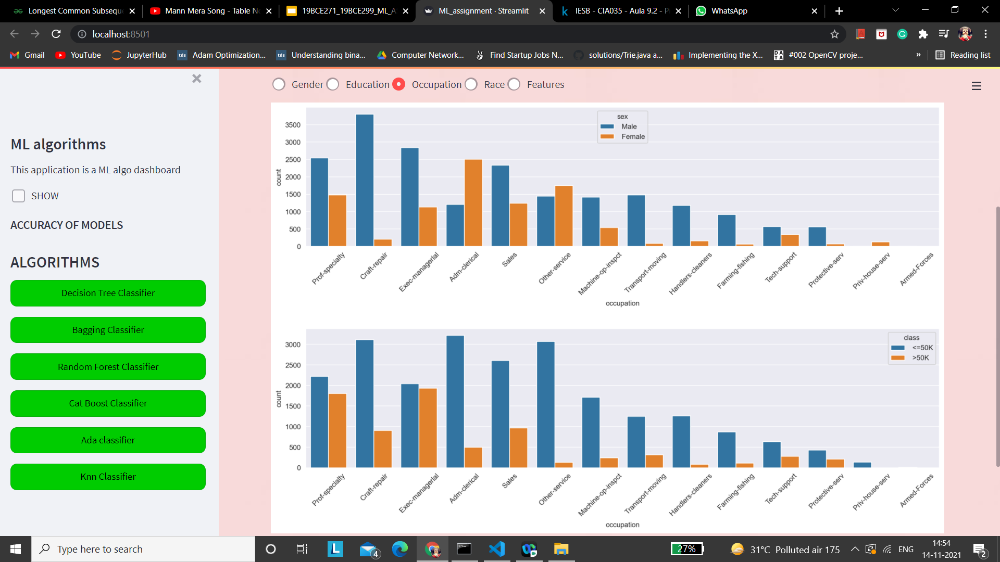 Longest Common Subsequ
Mann Mera Song - Table No
19BCE271_19BCE299_ML_A
ML_assignment · Streamlit
IESB - CIA035 - Aula 9.2 - P
WhatsApp
localhost:8501
Gmail
YouTube
JupyterHub
tds
Adam Optimization...
tds
Understanding bina...
Computer Network...
Find Startup Jobs N...
solutions/Trie.java a...
Implementing the X...
#002 OpenCV proje...
»
Reading list
ML algorithms
This application is a ML algo dashboard
SHOW
ACCURACY OF MODELS
ALGORITHMS
Decision Tree Classifier
Bagging Classifier
Random Forest Classifier
Cat Boost Classifier
Ada classifier
Knn Classifier
Gender Education Occupation Race Features
sex
Male
Female
count
3500
3000
2500
2000
1500
1000
500
0
Prof-specialty
Craft-repair
Exec-managerial
Adm-clerical
Sales
Other-service
Machine-op-inspct
Transport-moving
Handlers-cleaners
Farming-fishing
Tech-support
Protective-serv
Priv-house-serv
Armed-Forces
occupation
class
<=50K
>50K
count
3000
2500
2000
1500
1000
500
0
Prof-specialty
Craft-repair
Exec-managerial
Adm-clerical
Sales
Other-service
Machine-op-inspct
Transport-moving
Handlers-cleaners
Farming-fishing
Tech-support
Protective-serv
Priv-house-serv
Armed-Forces
occupation
Type here to search
L
4
27%
31°C Polluted air 175
ENG
14:54
14-11-2021
2